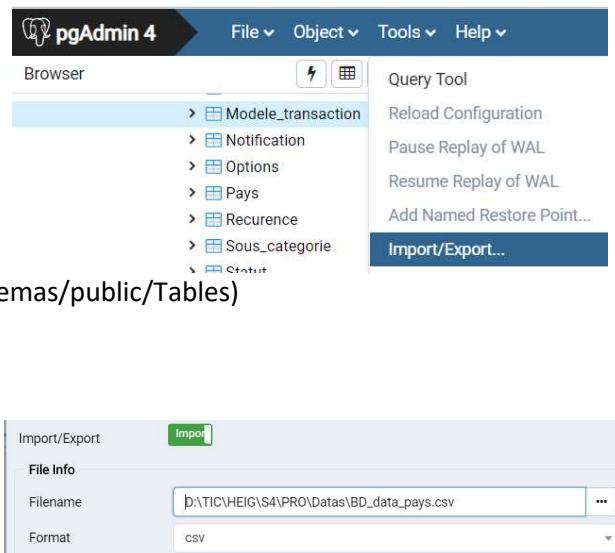 pgAdmin 4 File Object Tools Help
Browser
Query Tool
Modele_transaction
Reload Configuration
Notification
Pause Replay of WAL
Options
Pays
Resume Replay of WAL
Recurence
Add Named Restore Point...
Sous_categorie
Import/Export...
Statut
emas/public/Tables)
Import/Export Impor
File Info
Filename D:\TIC\HEIG\S4\PRO\Datas\BD_data_pays.csv ...
Format csv